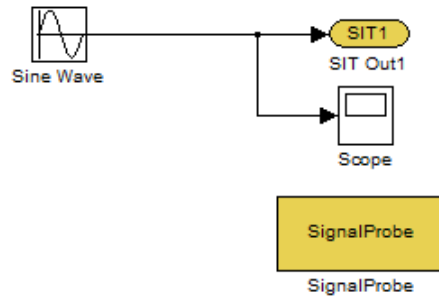 SIT1
Sine Wave
SIT Out1
Scope
SignalProbe
SignalProbe